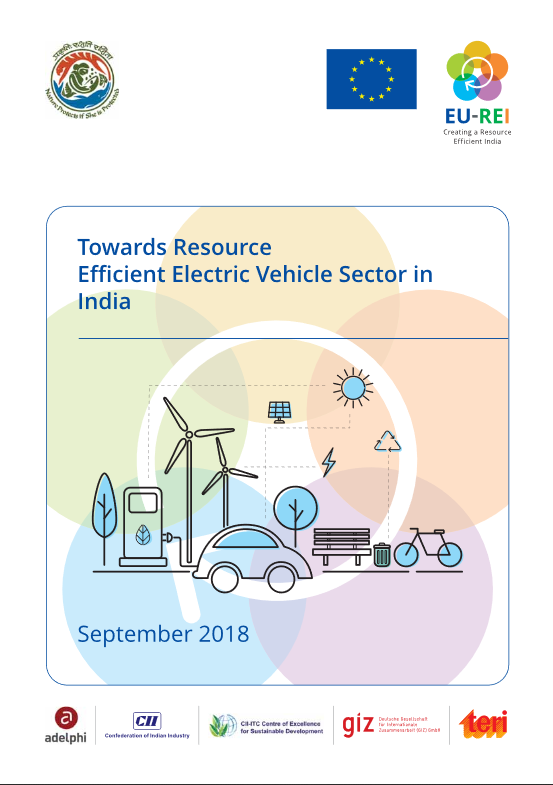 प्रकृतिः रक्षति रक्षिता
Nature Protects if She is Protected
EU-REI
Creating a Resource
Efficient India
Towards Resource
Efficient Electric Vehicle Sector in
India
September 2018
adelphi
CII
Confederation of Indian Industry
CII-ITC Centre of Excellence
for Sustainable Development
giz
Deutsche Gesellschaft
für Internationale
Zusammenarbeit (GIZ) GmbH
teri